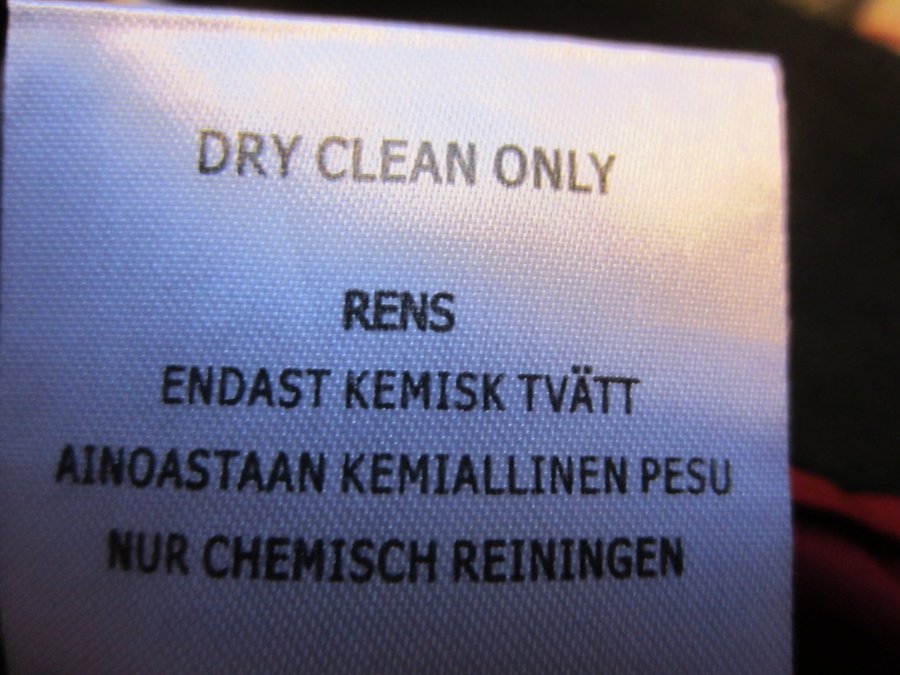 DRY CLEAN ONLY
RENS
ENDAST KEMISK TVÄTT
AINOASTAAN KEMIALLINEN PESU
NUR CHEMISCH REININGEN